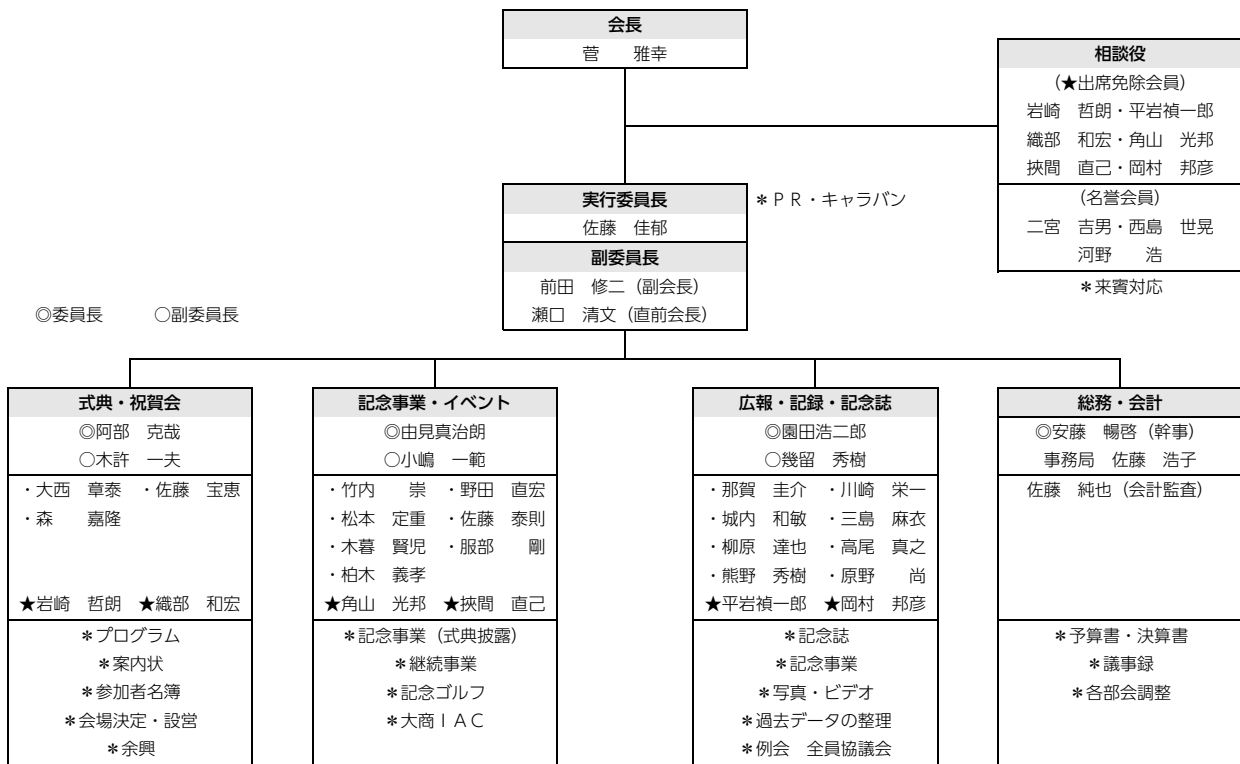 会長
菅　雅幸
相談役
(★出席免除会員)
岩崎　哲朗・平岩禎一郎
織部　和宏・角山　光邦
挾間　直己・岡村　邦彦
(名誉会員)
二宮　吉男・西島　世晃
河野　浩
＊来賓対応
実行委員長
佐藤　佳郁
＊ＰＲ・キャラバン
副委員長
前田　修二（副会長）
瀬口　清文（直前会長）
◎委員長　○副委員長
式典・祝賀会
◎阿部　克哉
○木許　一夫
・大西　章泰　・佐藤　宝恵
・森　嘉隆
★岩崎　哲朗　★織部　和宏
＊プログラム
＊案内状
＊参加者名簿
＊会場決定・設営
＊余興
記念事業・イベント
◎由見真治朗
○小嶋　一範
・竹内　崇　・野田　直宏
・松本　定重　・佐藤　泰則
・木暮　賢児　・服部　剛
・柏木　義孝
★角山　光邦　★挾間　直己
＊記念事業（式典披露）
＊継続事業
＊記念ゴルフ
＊大商ＩＡＣ
広報・記録・記念誌
◎園田浩二郎
○幾留　秀樹
・那賀　圭介　・川崎　栄一
・城内　和敏　・三島　麻衣
・柳原　達也　・高尾　真之
・熊野　秀樹　・原野　尚
★平岩禎一郎　★岡村　邦彦
＊記念誌
＊記念事業
＊写真・ビデオ
＊過去データの整理
＊例会　全員協議会
総務・会計
◎安藤　暢啓（幹事）
事務局　佐藤　浩子
佐藤　純也（会計監査）
＊予算書・決算書
＊議事録
＊各部会調整